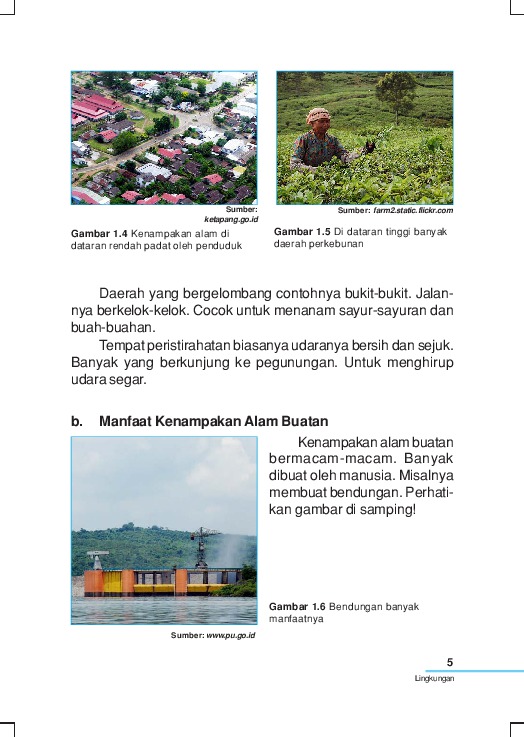 Sumber:
ketapang.go.id
Gambar 1.4 Kenampakan alam di
dataran rendah padat oleh penduduk
Sumber: farm2.static.flickr.com
Gambar 1.5 Di dataran tinggi banyak
daerah perkebunan
Daerah yang bergelombang contohnya bukit-bukit. Jalan-
nya berkelok-kelok. Cocok untuk menanam sayur-sayuran dan
buah-buahan.
Tempat peristirahatan biasanya udaranya bersih dan sejuk.
Banyak yang berkunjung ke pegunungan. Untuk menghirup
udara segar.
b. Manfaat Kenampakan Alam Buatan
Kenampakan alam buatan
bermacam-macam. Banyak
dibuat oleh manusia. Misalnya
membuat bendungan. Perhati-
kan gambar di samping!
Gambar 1.6 Bendungan banyak
manfaatnya
Sumber: www.pu.go.id
5
Lingkungan